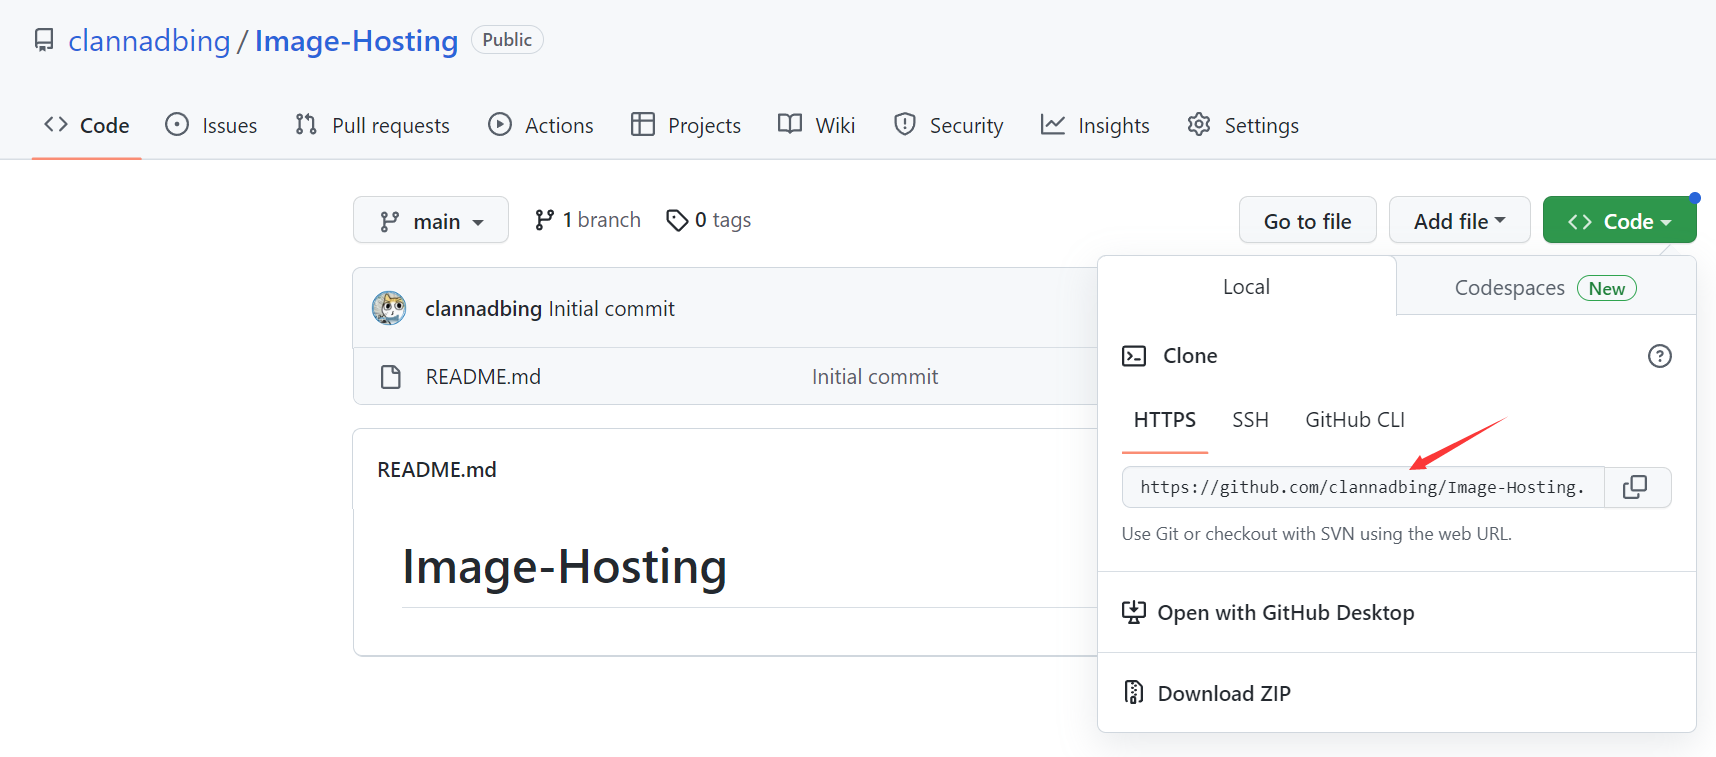 clannadbing / Image-Hosting Public
Code Issues Pull requests Actions Projects Wiki Security Insights Settings
main 1 branch 0 tags Go to file Add file Code
clannadbing Initial commit
README.md Initial commit
README.md
Image-Hosting
Local Codespaces New
Clone
HTTPS SSH GitHub CLI
https://github.com/clannadbing/Image-Hosting.
Use Git or checkout with SVN using the web URL.
Open with GitHub Desktop
Download ZIP